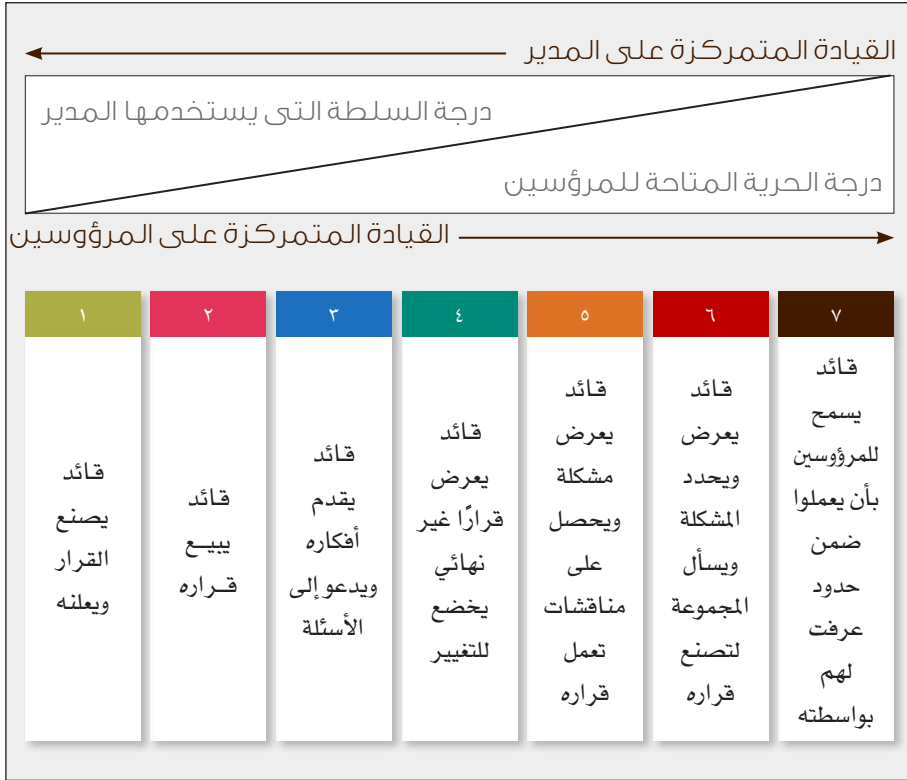 القيادة المتمركزة على المدير
درجة السلطة التى يستخدمها المدير
درجة الحرية المتاحة للمرؤسين
القيادة المتمركزة على المرؤوسين
١
قائد
يصنع
القرار
ويعلنه
٢
قائد
يبيــع
قــراره
٣
قائد
يقدم
أفكاره
ويدعو إلى
الأسئلة
٤
قائد
يعرض
قرارًا غير
نهائي
يخضع
للتغيير
٥
قائد
يعرض
مشكلة
ويحصل
على
مناقشات
تعمل
قراره
٦
قائد
يعرض
ويحدد
المشكلة
ويسأل
المجموعة
لتصنع
قراره
٧
قائد
يسمح
للمرؤوسين
بأن يعملوا
ضمن
حدود
عرفت
لهم
بواسطته